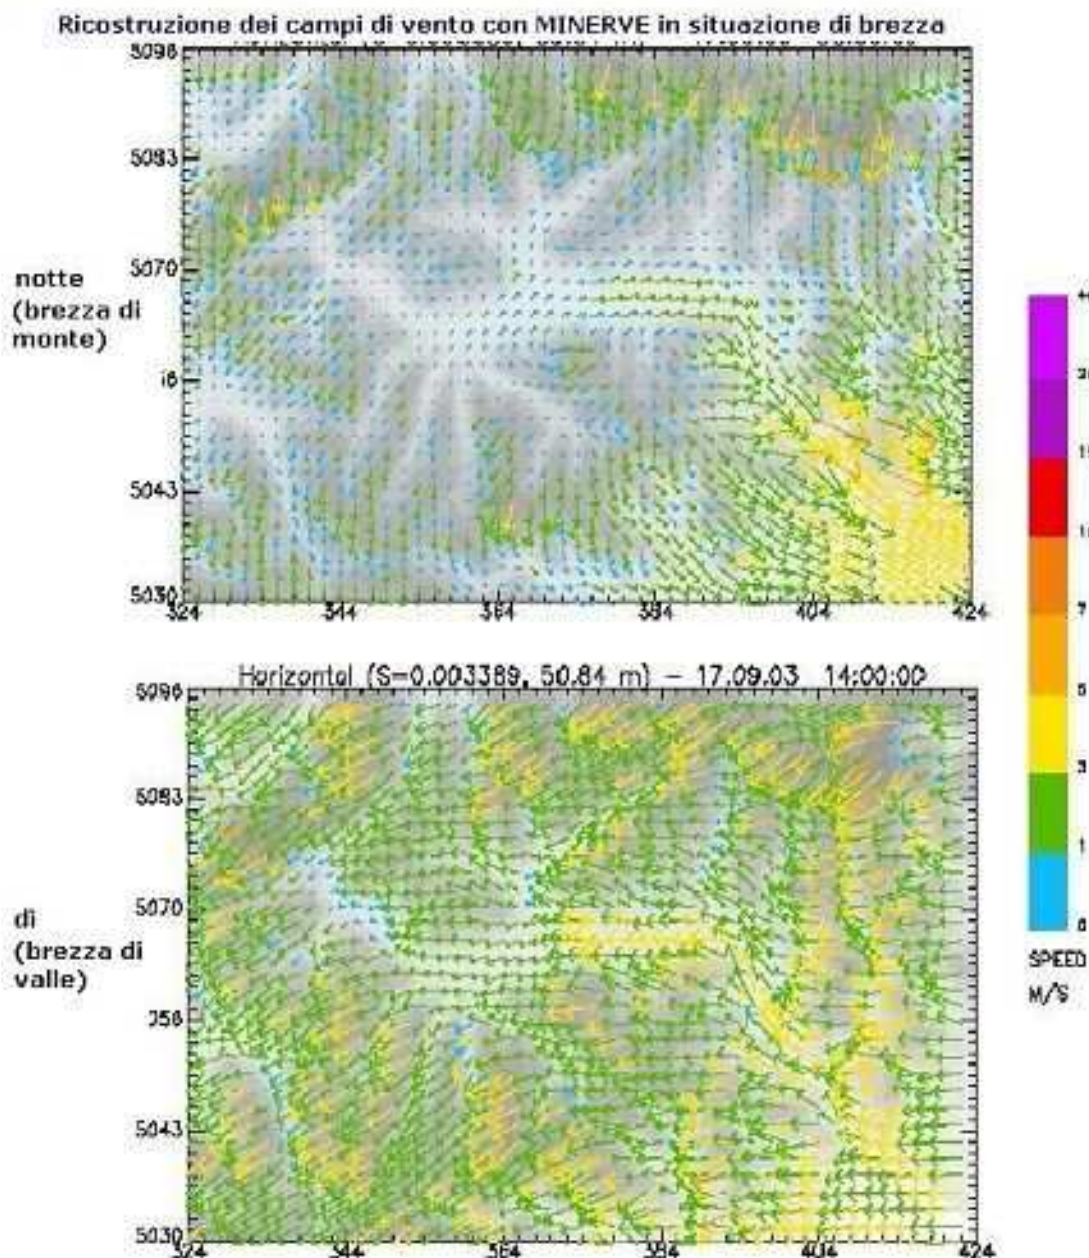 Ricostruzione dei campi di vento con MINERVE in situazione di brezza
5096
5083
5070
5043
5030
324
344
364
384
404
424
notte
(brezza di
monte)
SPEED
M/S
Horizontal (S=0.003389, 50.84 m) – 17.09.03 14:00:00
5096
5083
5070
5043
5030
324
344
364
384
404
424
dì
(brezza di
valle)